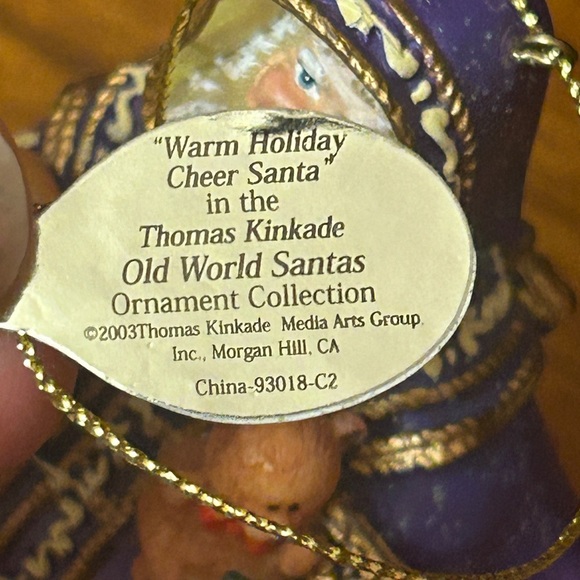 "Warm Holiday
Cheer Santa"
in the
Thomas Kinkade
Old World Santas
Ornament Collection
©2003Thomas Kinkade Media Arts Group,
Inc., Morgan Hill, CA
China-93018-C2